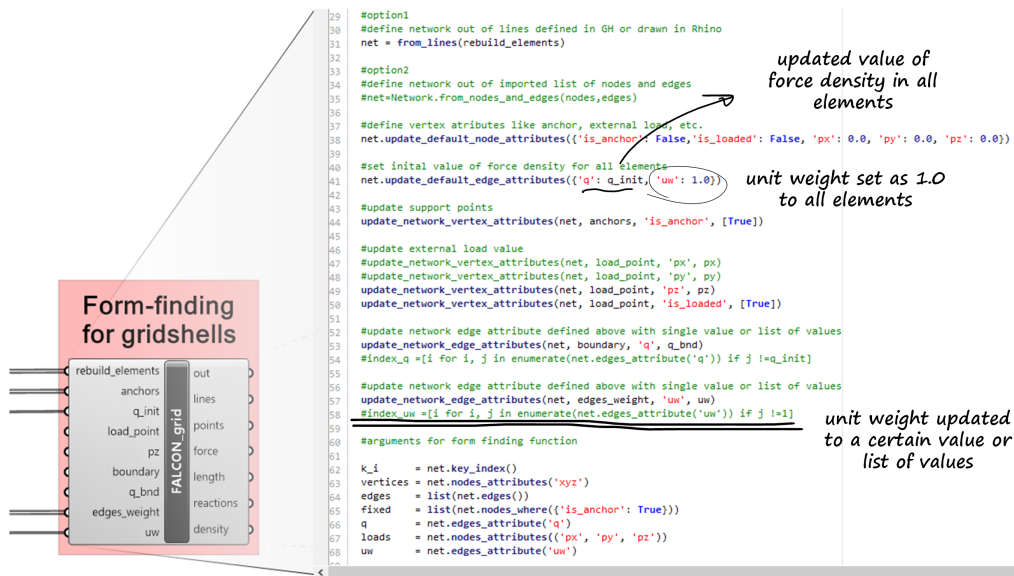 29 #option1
30 #define network out of lines defined in GH or drawn in Rhino
31 net = from_lines(rebuild_elements)
32
33 #option2
34 #define network out of imported list of nodes and edges
35 #net=Network.from_nodes_and_edges(nodes,edges)
36
37 #define vertex atributes like anchor, external load, etc.
38 net.update_default_node_attributes({'is_anchor': False,'is_loaded': False, 'px': 0.0, 'py': 0.0, 'pz': 0.0})
39
40 #set inital value of force density for all elements
41 net.update_default_edge_attributes({'q': q_init, 'uw': 1.0})
42
43 #update support points
44 update_network_vertex_attributes(net, anchors, 'is_anchor', [True])
45
46 #update external load value
47 #update_network_vertex_attributes(net, load_point, 'px', px)
48 #update_network_vertex_attributes(net, load_point, 'py', py)
49 update_network_vertex_attributes(net, load_point, 'pz', pz)
50 update_network_vertex_attributes(net, load_point, 'is_loaded', [True])
51
52 #update network edge attribute defined above with single value or list of values
53 update_network_edge_attributes(net, boundary, 'q', q_bnd)
54 #index_q =[i for i, j in enumerate(net.edges_attribute('q')) if j !=q_init]
55
56 #update network edge attribute defined above with single value or list of values
57 update_network_edge_attributes(net, edges_weight, 'uw', uw)
58 #index_uw =[i for i, j in enumerate(net.edges_attribute('uw')) if j !=1]
59
60 #arguments for form finding function
61
62 k_i = net.key_index()
63 vertices = net.nodes_attributes('xyz')
64 edges = list(net.edges())
65 fixed = list(net.nodes_where({'is_anchor': True}))
66 q = net.edges_attribute('q')
67 loads = net.nodes_attributes(('px', 'py', 'pz'))
68 uw = net.edges_attribute('uw')
updated value of
force density in all
elements
unit weight set as 1.0
to all elements
unit weight updated
to a certain value or
list of values
Form-finding
for gridshells
rebuild_elements
anchors
q_init
load_point
pz
boundary
q_bnd
edges_weight
uw
FALCON_grid
out
lines
points
force
length
reactions
density